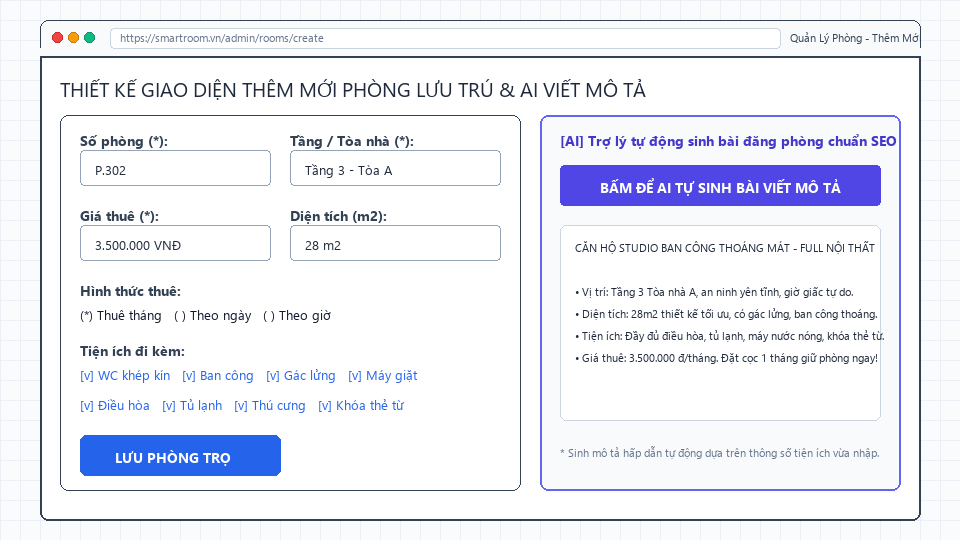 https://smartroom.vn/admin/rooms/create
Quản Lý Phòng - Thêm Mớ
THIẾT KẾ GIAO DIỆN THÊM MỚI PHÒNG LƯU TRÚ & AI VIẾT MÔ TẢ
Số phòng (*):
Tầng / Tòa nhà (*):
P.302
Tầng 3 - Tòa A
Giá thuê (*):
Diện tích (m2):
3.500.000 VNĐ
28 m2
Hình thức thuê:
(*) Thuê tháng ( ) Theo ngày ( ) Theo giờ
Tiện ích đi kèm:
[v] WC khép kín [v] Ban công [v] Gác lửng [v] Máy giặt
[v] Điều hòa [v] Tủ lạnh [v] Thú cưng [v] Khóa thẻ từ
LƯU PHÒNG TRỌ
[AI] Trợ lý tự động sinh bài đăng phòng chuẩn SEO
BẤM ĐỂ AI TỰ SINH BÀI VIẾT MÔ TẢ
CĂN HỘ STUDIO BAN CÔNG THOÁNG MÁT - FULL NỘI THẤT
• Vị trí: Tầng 3 Tòa nhà A, an ninh yên tĩnh, giờ giấc tự do.
• Diện tích: 28m2 thiết kế tối ưu, có gác lửng, ban công thoáng.
• Tiện ích: Đầy đủ điều hòa, tủ lạnh, máy nước nóng, khóa thẻ từ.
• Giá thuê: 3.500.000 đ/tháng. Đặt cọc 1 tháng giữ phòng ngay!
* Sinh mô tả hấp dẫn tự động dựa trên thông số tiện ích vừa nhập.